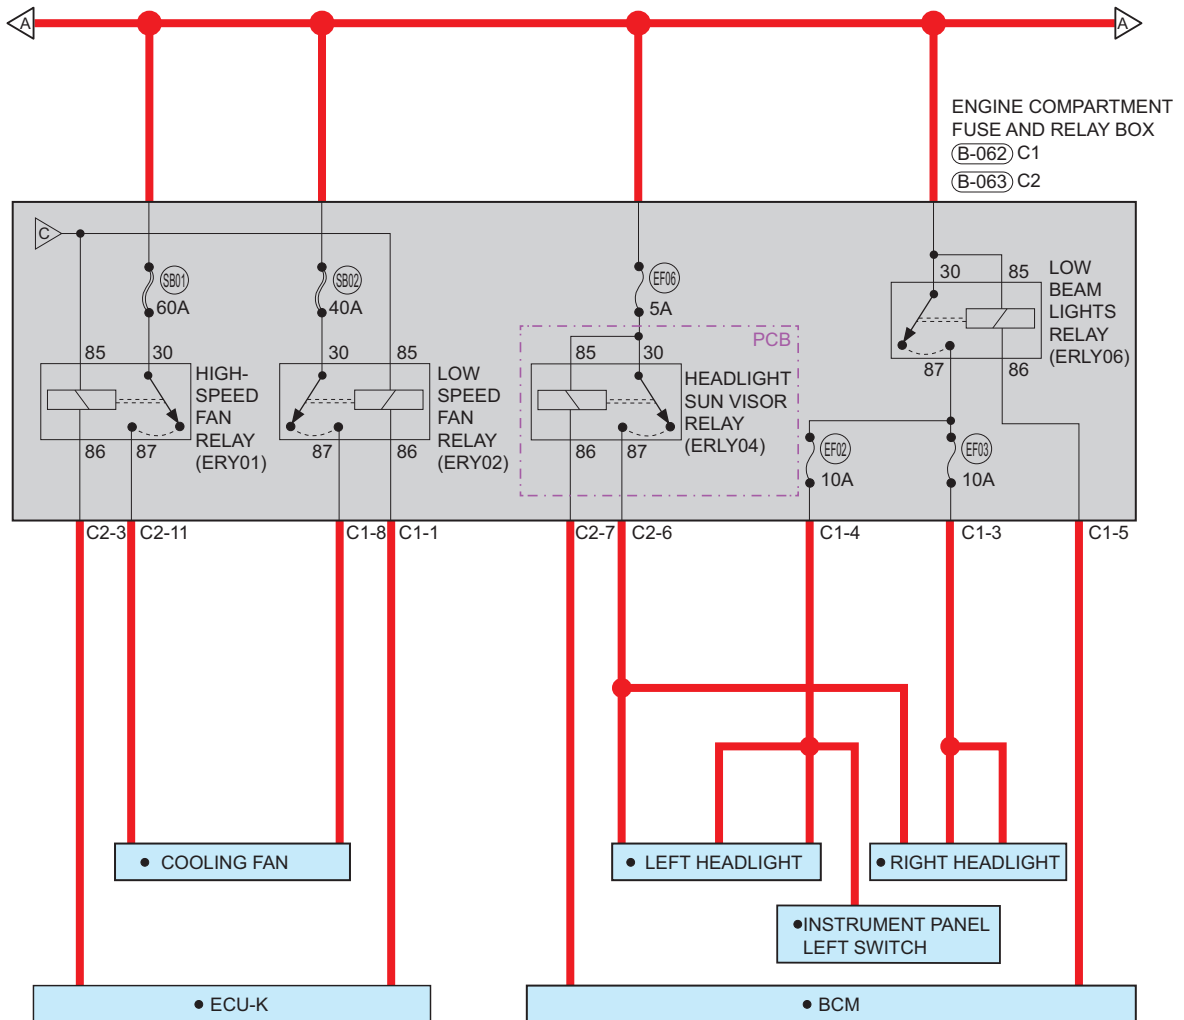 A
A
ENGINE COMPARTMENT
FUSE AND RELAY BOX
B-062 C1
B-063 C2
C
SB01
60A
SB02
40A
EF06
5A
30
85
LOW
BEAM
LIGHTS
RELAY
(ERLY06)
87
86
PCB
85
30
HIGH-
SPEED
FAN
RELAY
(ERY01)
86
87
30
85
LOW
SPEED
FAN
RELAY
(ERY02)
87
86
85
30
HEADLIGHT
SUN VISOR
RELAY
(ERLY04)
86
87
EF02
10A
EF03
10A
C2-3
C2-11
C1-8
C1-1
C2-7
C2-6
C1-4
C1-3
C1-5
COOLING FAN
LEFT HEADLIGHT
RIGHT HEADLIGHT
INSTRUMENT PANEL
LEFT SWITCH
ECU-K
BCM